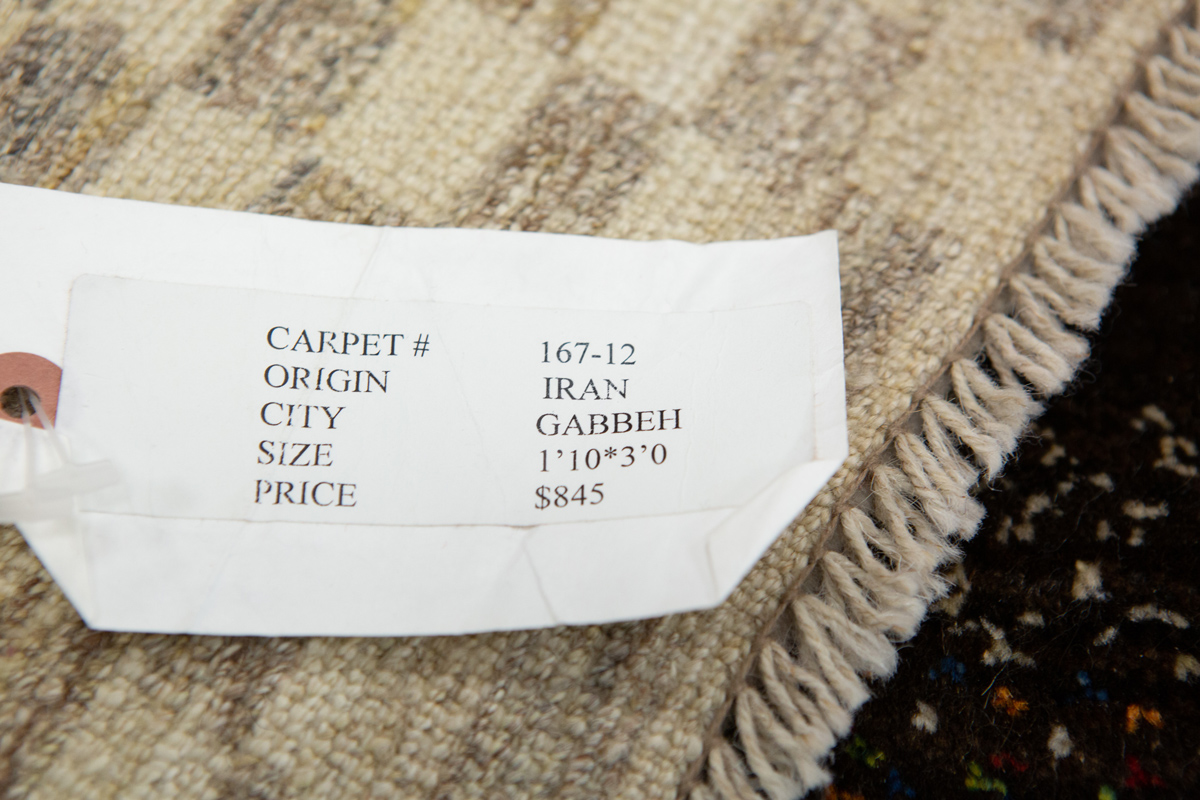 CARPET # 167-12
ORIGIN IRAN
CITY GABBEH
SIZE 1'10*3'0
PRICE $845